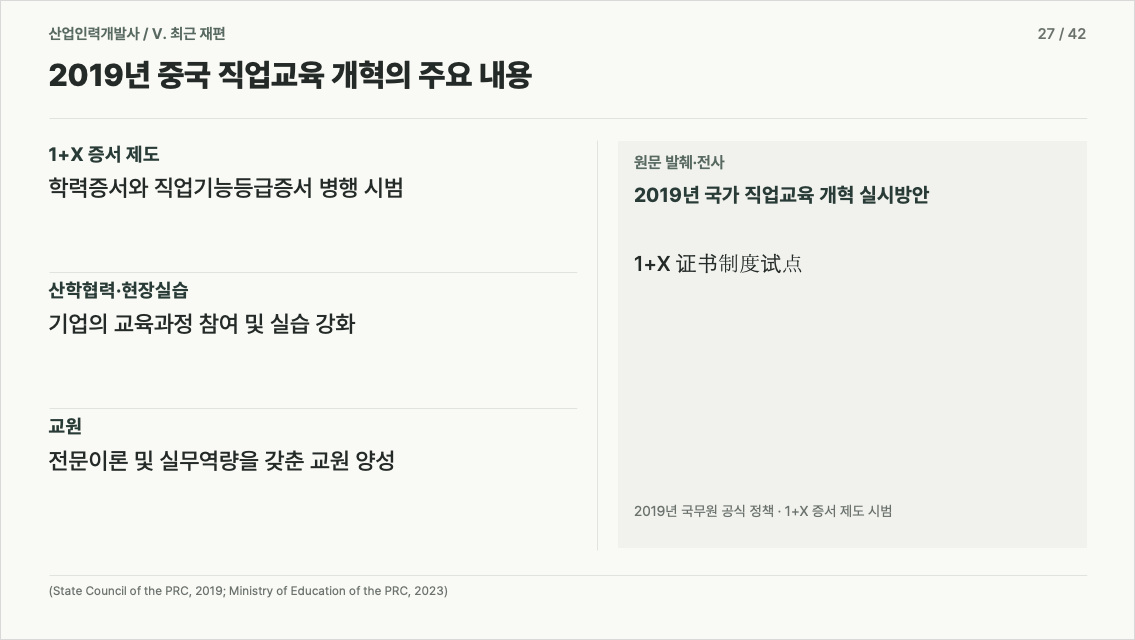 산업인력개발사 / V. 최근 재편
27 / 42
2019년 중국 직업교육 개혁의 주요 내용
1+X 증서 제도
학력증서와 직업기능등급증서 병행 시범
산학협력·현장실습
기업의 교육과정 참여 및 실습 강화
교원
전문이론 및 실무역량을 갖춘 교원 양성
원문 발췌·전사
2019년 국가 직업교육 개혁 실시방안
1+X 证书制度试点
2019년 국무원 공식 정책 · 1+X 증서 제도 시범
(State Council of the PRC, 2019; Ministry of Education of the PRC, 2023)